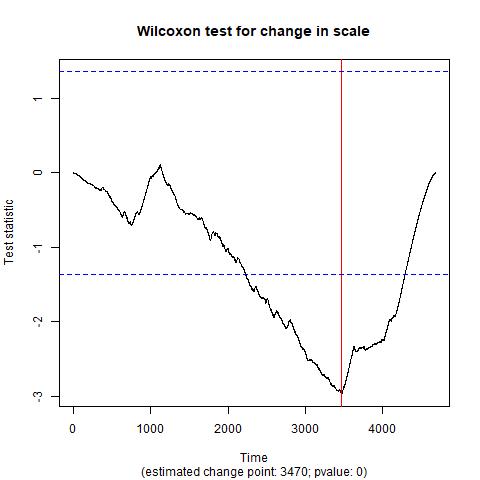 Wilcoxon test for change in scale
Test statistic
1
0
-1
-2
-3
0 1000 2000 3000 4000
Time
(estimated change point: 3470; pvalue: 0)